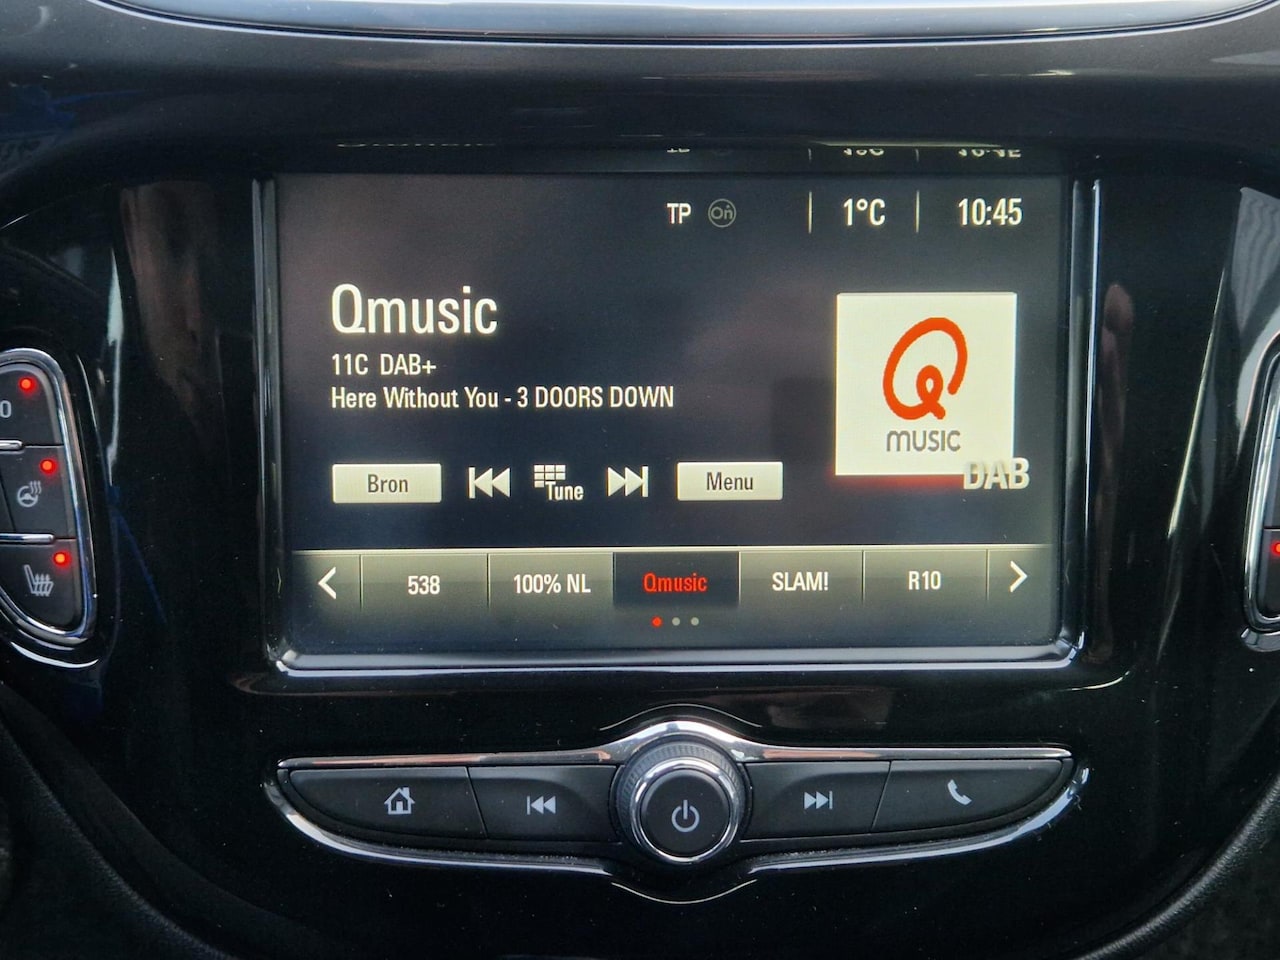 TP On 1°C 10:45
Qmusic
11C DAB+
Here Without You - 3 DOORS DOWN
Q
MUSIC
DAB
Bron Tune Menu
538 100% NL Qmusic SLAM! R10